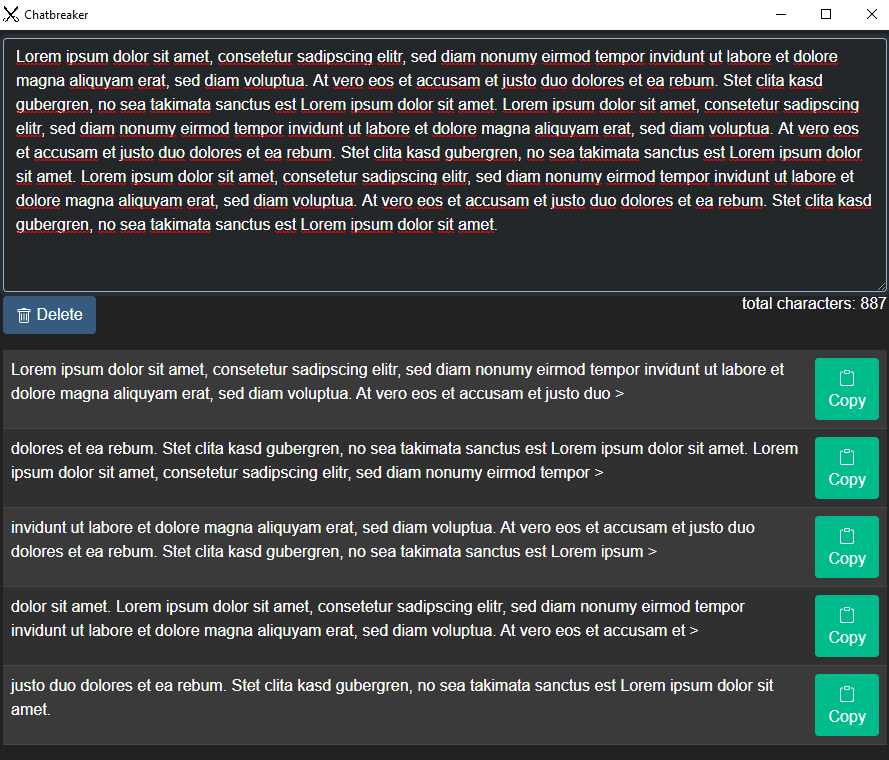 Chatbreaker
Lorem ipsum dolor sit amet, consetetur sadipscing elitr, sed diam nonumy eirmod tempor invidunt ut labore et dolore
magna aliquyam erat, sed diam voluptua. At vero eos et accusam et justo duo dolores et ea rebum. Stet clita kasd
gubergren, no sea takimata sanctus est Lorem ipsum dolor sit amet. Lorem ipsum dolor sit amet, consetetur sadipscing
elitr, sed diam nonumy eirmod tempor invidunt ut labore et dolore magna aliquyam erat, sed diam voluptua. At vero eos
et accusam et justo duo dolores et ea rebum. Stet clita kasd gubergren, no sea takimata sanctus est Lorem ipsum dolor
sit amet. Lorem ipsum dolor sit amet, consetetur sadipscing elitr, sed diam nonumy eirmod tempor invidunt ut labore et
dolore magna aliquyam erat, sed diam voluptua. At vero eos et accusam et justo duo dolores et ea rebum. Stet clita kasd
gubergren, no sea takimata sanctus est Lorem ipsum dolor sit amet.
Delete
total characters: 887
Lorem ipsum dolor sit amet, consetetur sadipscing elitr, sed diam nonumy eirmod tempor invidunt ut labore et
dolore magna aliquyam erat, sed diam voluptua. At vero eos et accusam et justo duo >
Copy
dolores et ea rebum. Stet clita kasd gubergren, no sea takimata sanctus est Lorem ipsum dolor sit amet. Lorem
ipsum dolor sit amet, consetetur sadipscing elitr, sed diam nonumy eirmod tempor >
Copy
invidunt ut labore et dolore magna aliquyam erat, sed diam voluptua. At vero eos et accusam et justo duo
dolores et ea rebum. Stet clita kasd gubergren, no sea takimata sanctus est Lorem ipsum >
Copy
dolor sit amet. Lorem ipsum dolor sit amet, consetetur sadipscing elitr, sed diam nonumy eirmod tempor
invidunt ut labore et dolore magna aliquyam erat, sed diam voluptua. At vero eos et accusam et >
Copy
justo duo dolores et ea rebum. Stet clita kasd gubergren, no sea takimata sanctus est Lorem ipsum dolor sit
amet.
Copy